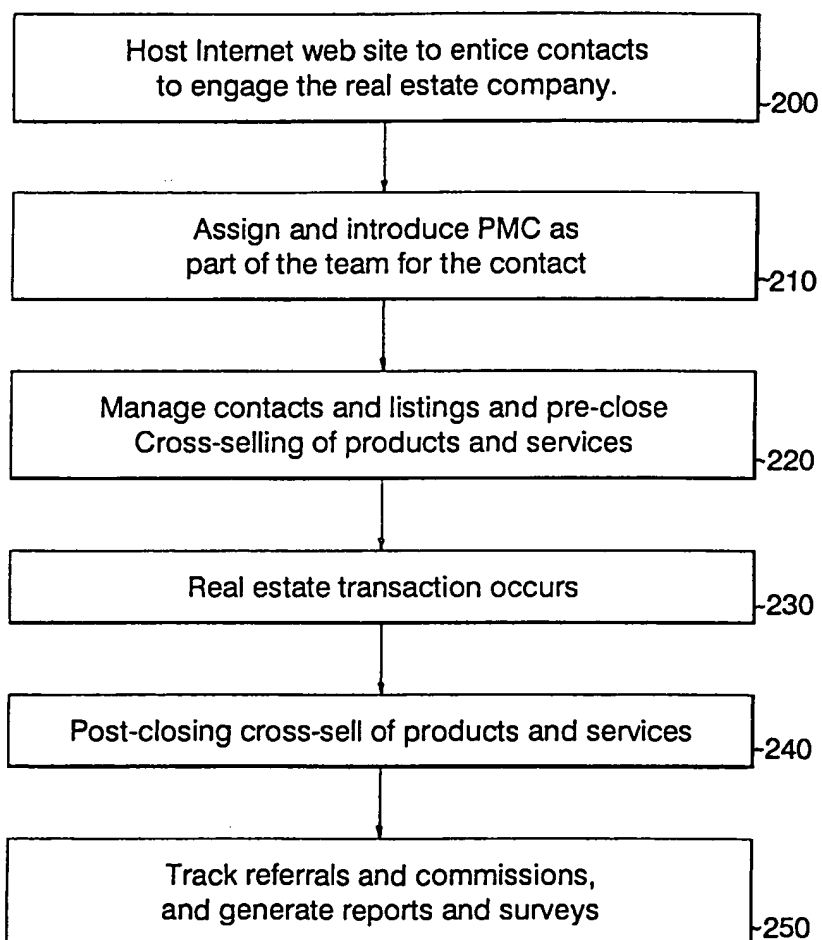 Host Internet web site to entice contacts
to engage the real estate company.
200
Assign and introduce PMC as
part of the team for the contact
210
Manage contacts and listings and pre-close
Cross-selling of products and services
220
Real estate transaction occurs
230
Post-closing cross-sell of products and services
240
Track referrals and commissions,
and generate reports and surveys
250